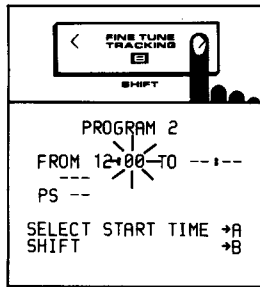 < FINE TUNE >
TRACKING
SHIFT
PROGRAM 2
FROM 12:00 TO --:--
---
PS --
SELECT START TIME →A
SHIFT →B